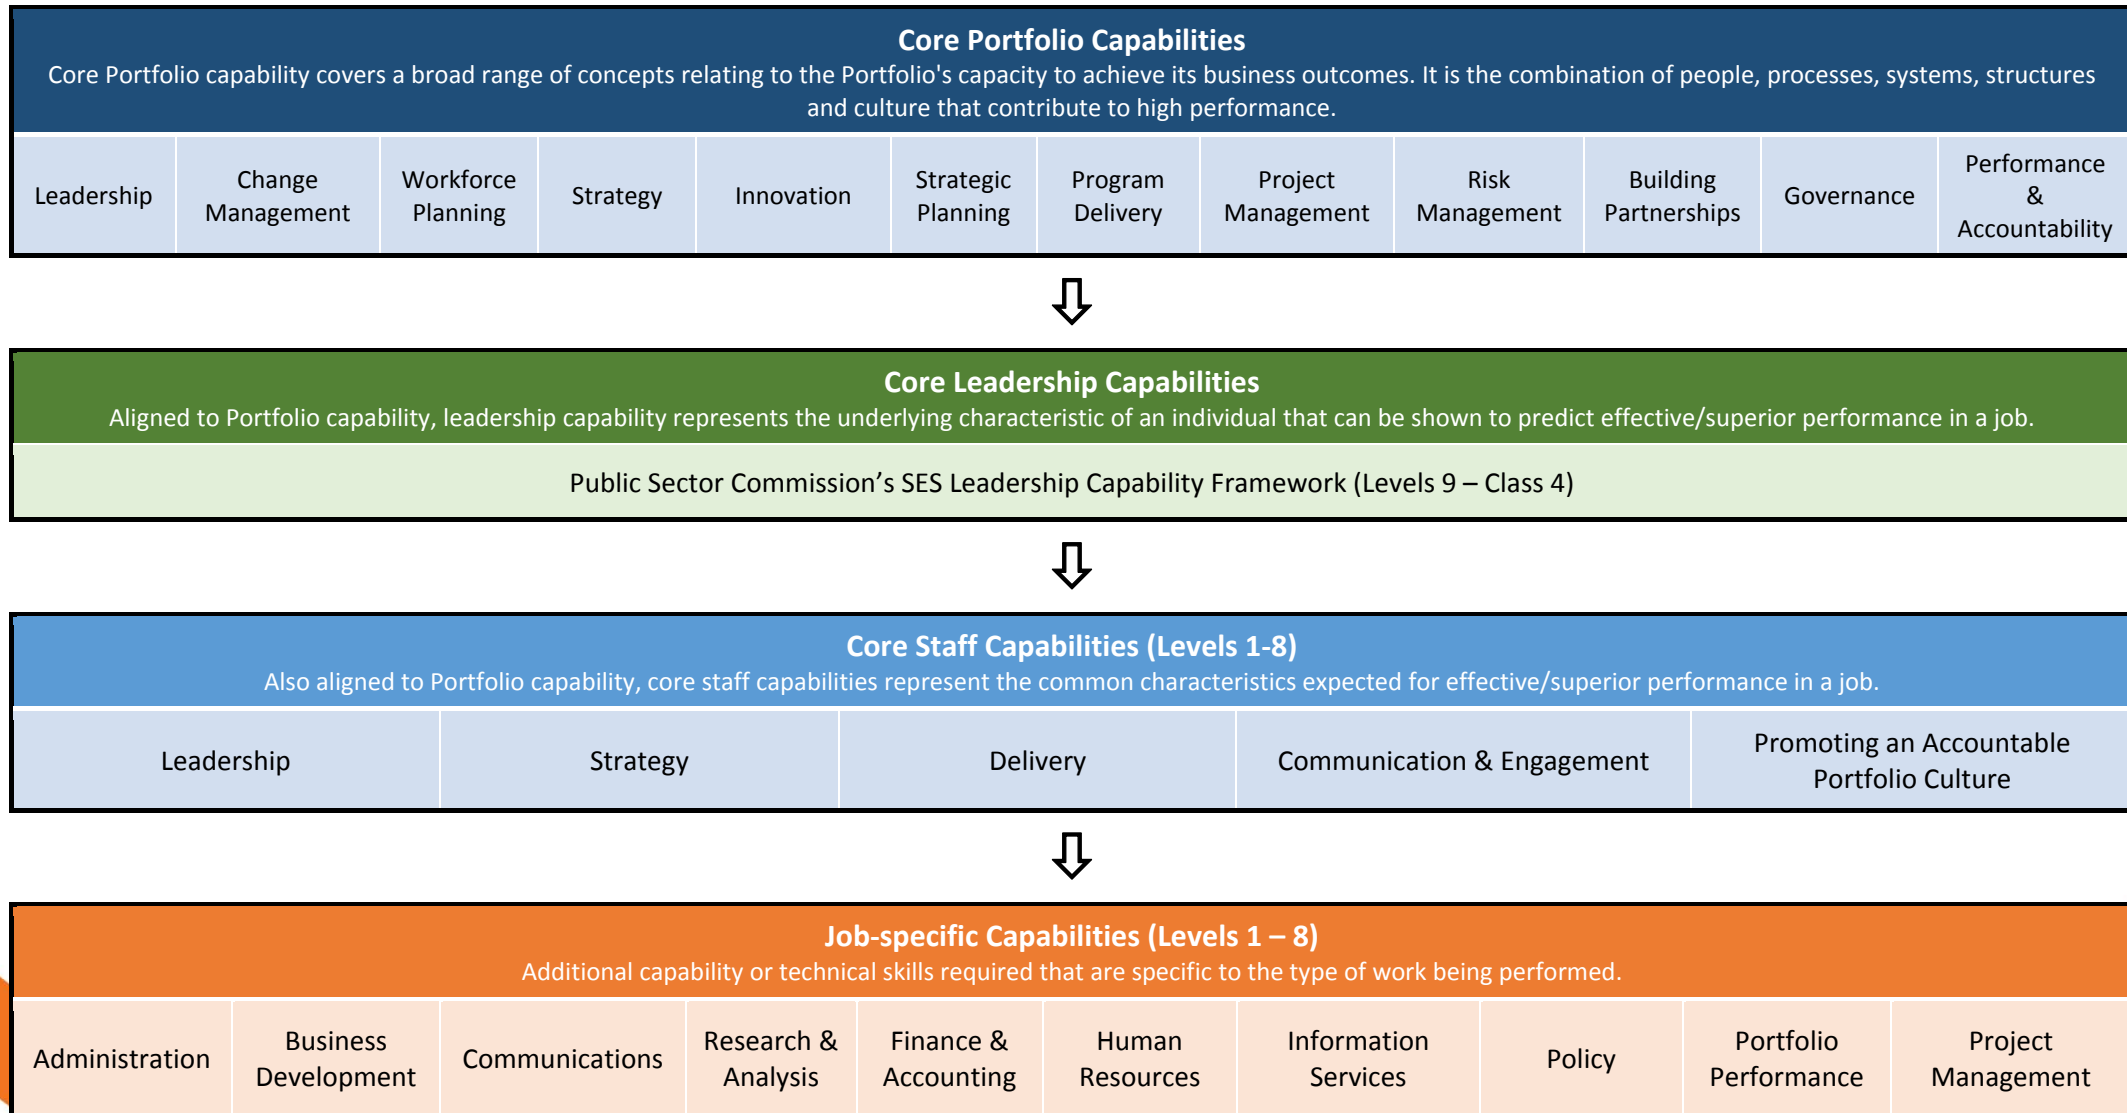 Core Portfolio Capabilities
Core Portfolio capability covers a broad range of concepts relating to the Portfolio's capacity to achieve its business outcomes. It is the combination of people, processes, systems, structures
and culture that contribute to high performance.
Leadership
Change
Management
Workforce
Planning
Strategy
Innovation
Strategic
Planning
Program
Delivery
Project
Management
Risk
Management
Building
Partnerships
Governance
Performance
&
Accountability
Core Leadership Capabilities
Aligned to Portfolio capability, leadership capability represents the underlying characteristic of an individual that can be shown to predict effective/superior performance in a job.
Public Sector Commission’s SES Leadership Capability Framework (Levels 9 – Class 4)
Core Staff Capabilities (Levels 1-8)
Also aligned to Portfolio capability, core staff capabilities represent the common characteristics expected for effective/superior performance in a job.
Leadership
Strategy
Delivery
Communication & Engagement
Promoting an Accountable
Portfolio Culture
Job-specific Capabilities (Levels 1 – 8)
Additional capability or technical skills required that are specific to the type of work being performed.
Administration
Business
Development
Communications
Research &
Analysis
Finance &
Accounting
Human
Resources
Information
Services
Policy
Portfolio
Performance
Project
Management